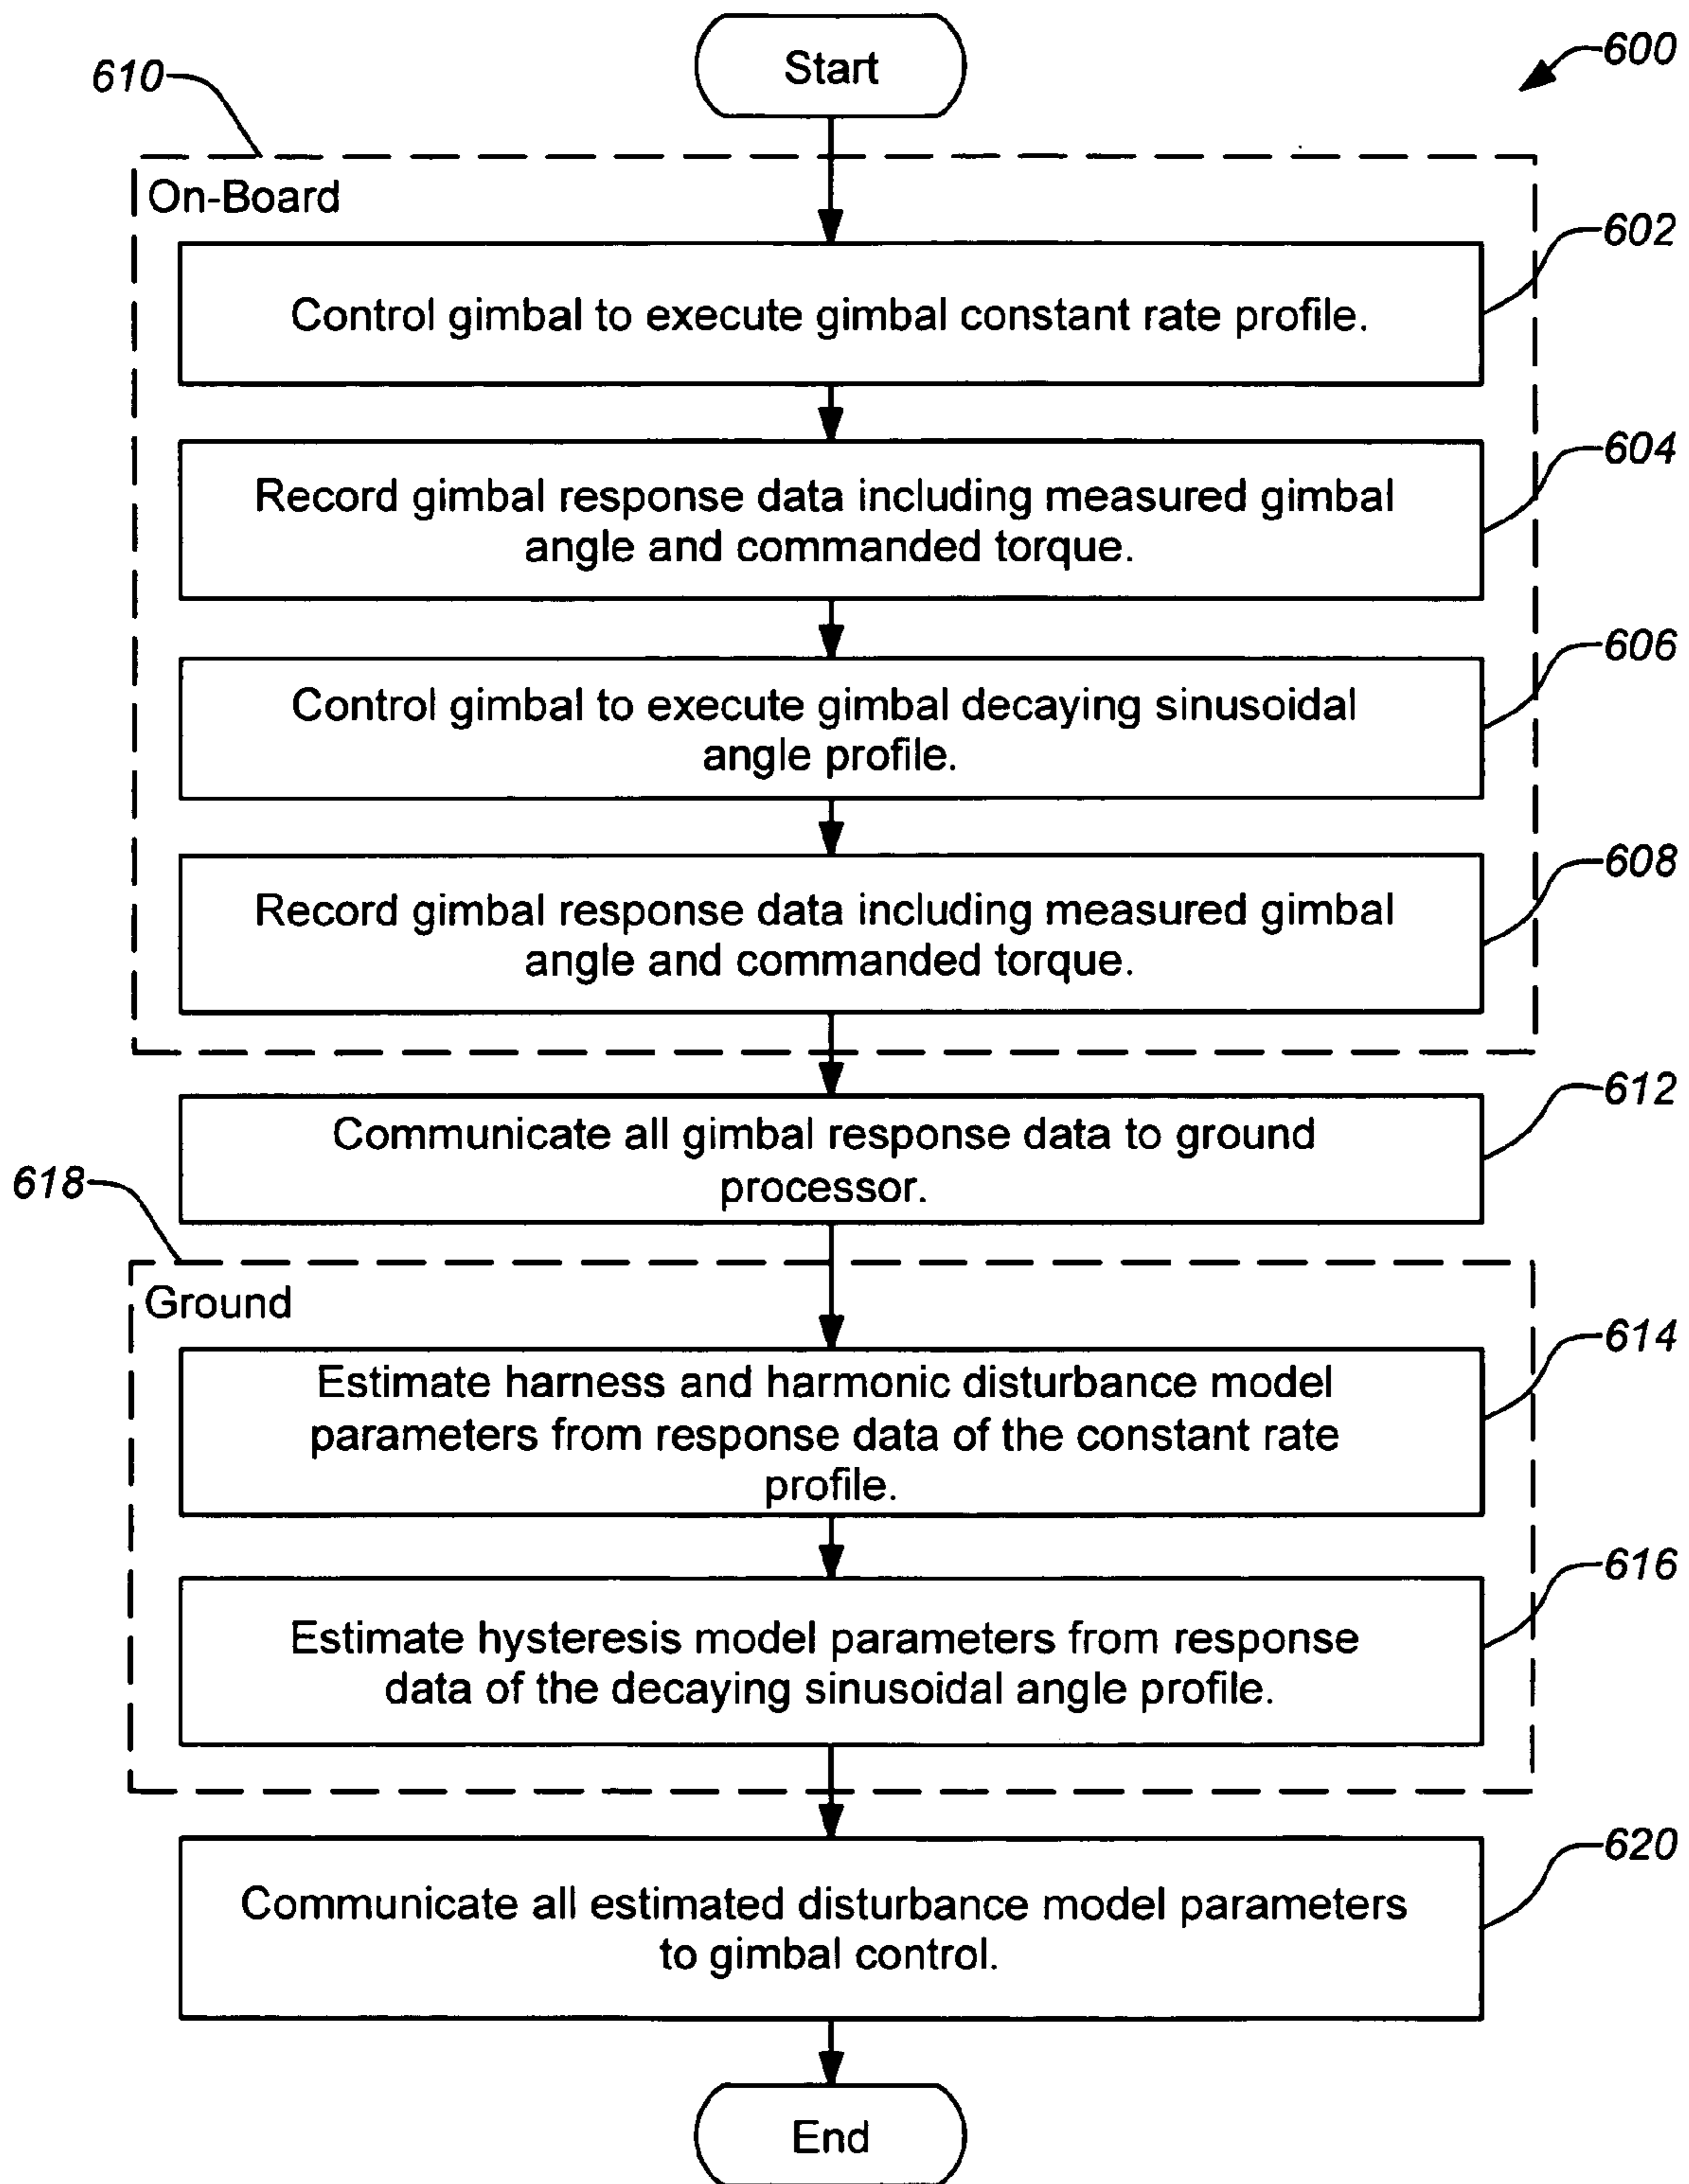 Start
600
610
On-Board
602
Control gimbal to execute gimbal constant rate profile.
604
Record gimbal response data including measured gimbal
angle and commanded torque.
606
Control gimbal to execute gimbal decaying sinusoidal
angle profile.
608
Record gimbal response data including measured gimbal
angle and commanded torque.
612
Communicate all gimbal response data to ground
processor.
618
Ground
614
Estimate harness and harmonic disturbance model
parameters from response data of the constant rate
profile.
616
Estimate hysteresis model parameters from response
data of the decaying sinusoidal angle profile.
620
Communicate all estimated disturbance model parameters
to gimbal control.
End